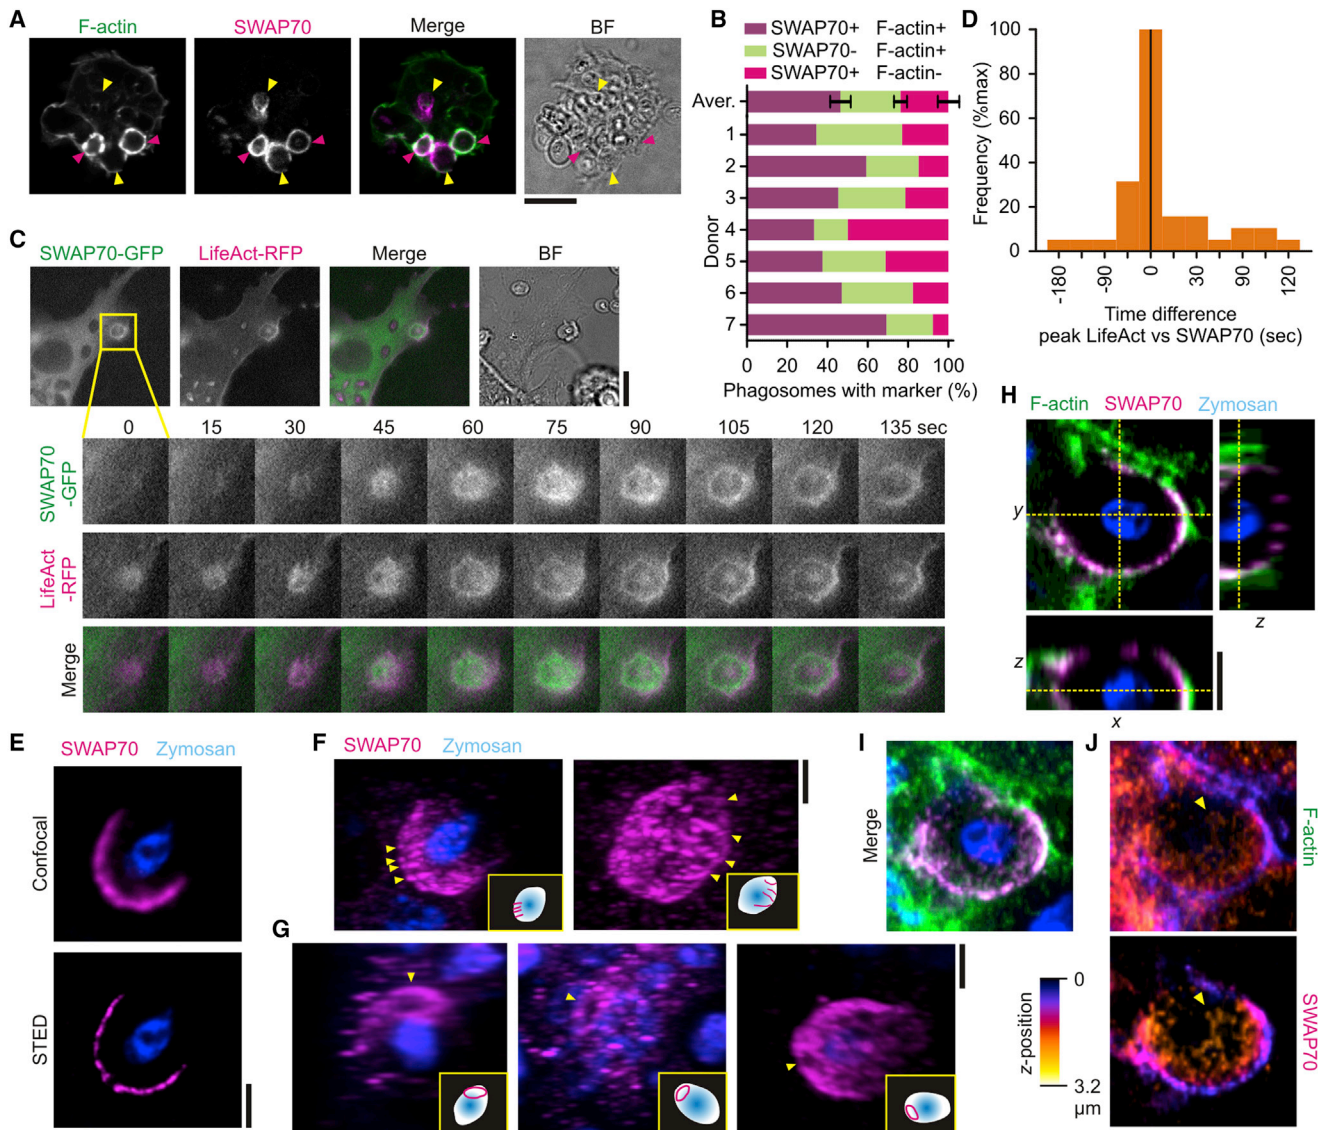 A
F-actin
SWAP70
Merge
BF
B
SWAP70+ F-actin+
SWAP70- F-actin+
SWAP70+ F-actin-
Aver.
1
2
3
4
5
6
7
Donor
0 20 40 60 80 100
Phagosomes with marker (%)
D
Frequency (%max)
100
80
60
40
20
0
-180 -90 0 30 90 120
Time difference
peak LifeAct vs SWAP70 (sec)
C
SWAP70-GFP
LifeAct-RFP
Merge
BF
0 15 30 45 60 75 90 105 120 135 sec
SWAP70
-GFP
LifeAct
-RFP
Merge
H
F-actin SWAP70 Zymosan
y
z
z
x
E
SWAP70 Zymosan
Confocal
STED
F
SWAP70 Zymosan
G
I
Merge
J
F-actin
SWAP70
z-position
0
3.2
µm